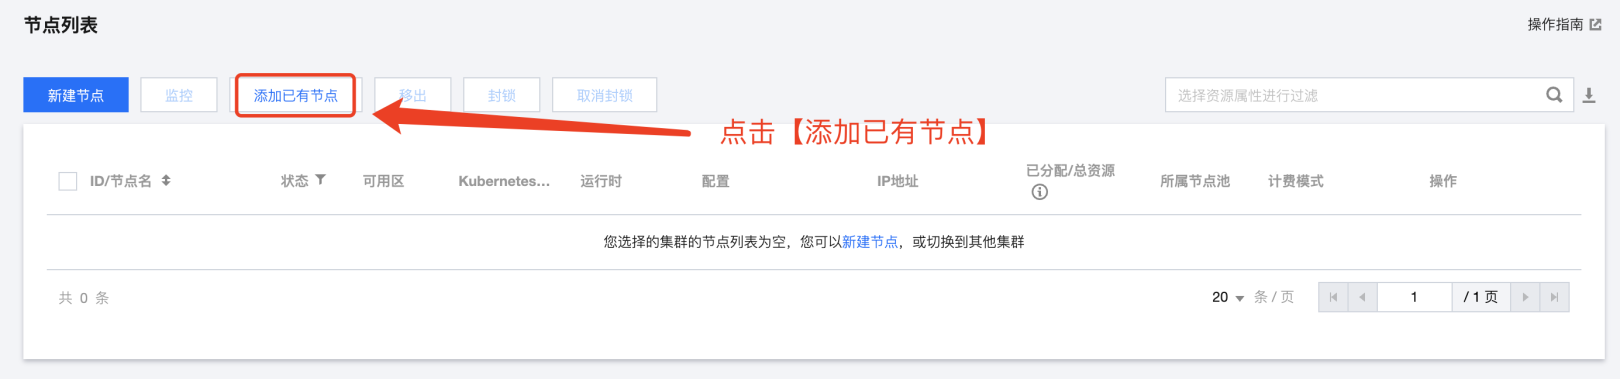 节点列表
操作指南
新建节点 监控 添加已有节点 移出 封锁 取消封锁 选择资源属性进行过滤
点击【添加已有节点】
ID/节点名 状态 可用区 Kubernetes... 运行时 配置 IP地址 已分配/总资源 所属节点池 计费模式 操作
您选择的集群的节点列表为空，您可以新建节点，或切换到其他集群
共 0 条 20 条 / 页 1 / 1 页